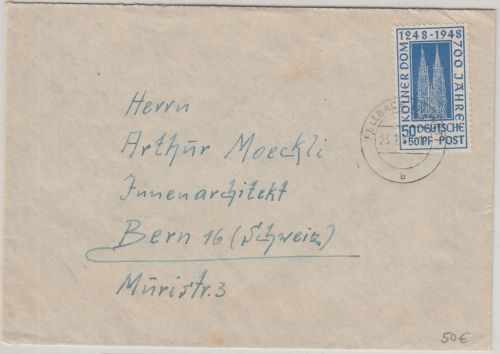 Herrn
Arthur Moeckli
Innenarchitekt
Bern 16 (Schweiz)
Muristr. 3
KÖLNER DOM
1248-1948
700 JAHRE
50 DEUTSCHE
+50 PF POST
b
50€